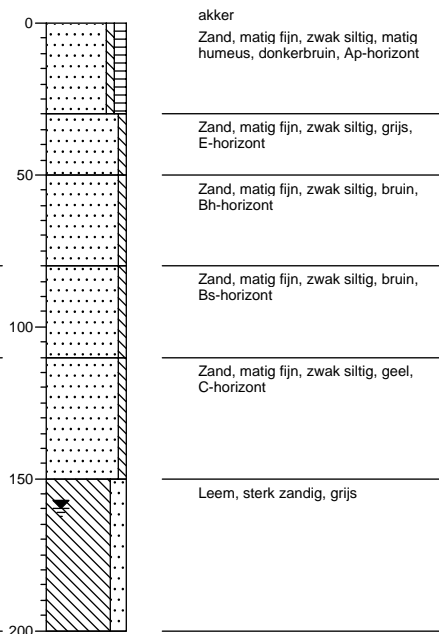 0
akker
Zand, matig fijn, zwak siltig, matig
humeus, donkerbruin, Ap-horizont
Zand, matig fijn, zwak siltig, grijs,
E-horizont
50
Zand, matig fijn, zwak siltig, bruin,
Bh-horizont
Zand, matig fijn, zwak siltig, bruin,
Bs-horizont
100
Zand, matig fijn, zwak siltig, geel,
C-horizont
150
Leem, sterk zandig, grijs
200